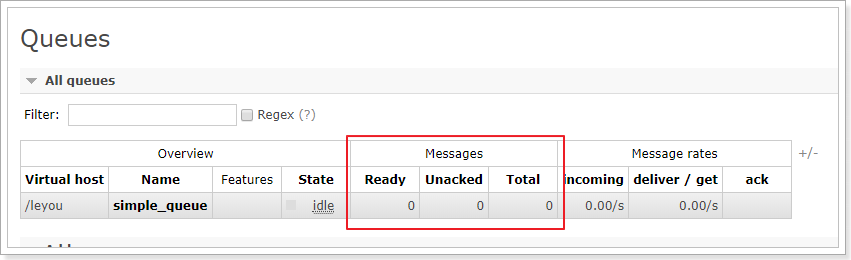 Queues
All queues
Filter: Regex (?)
Overview Messages Message rates +/-
Virtual host Name Features State Ready Unacked Total incoming deliver / get ack
/leyou simple_queue idle 0 0 0 0.00/s 0.00/s